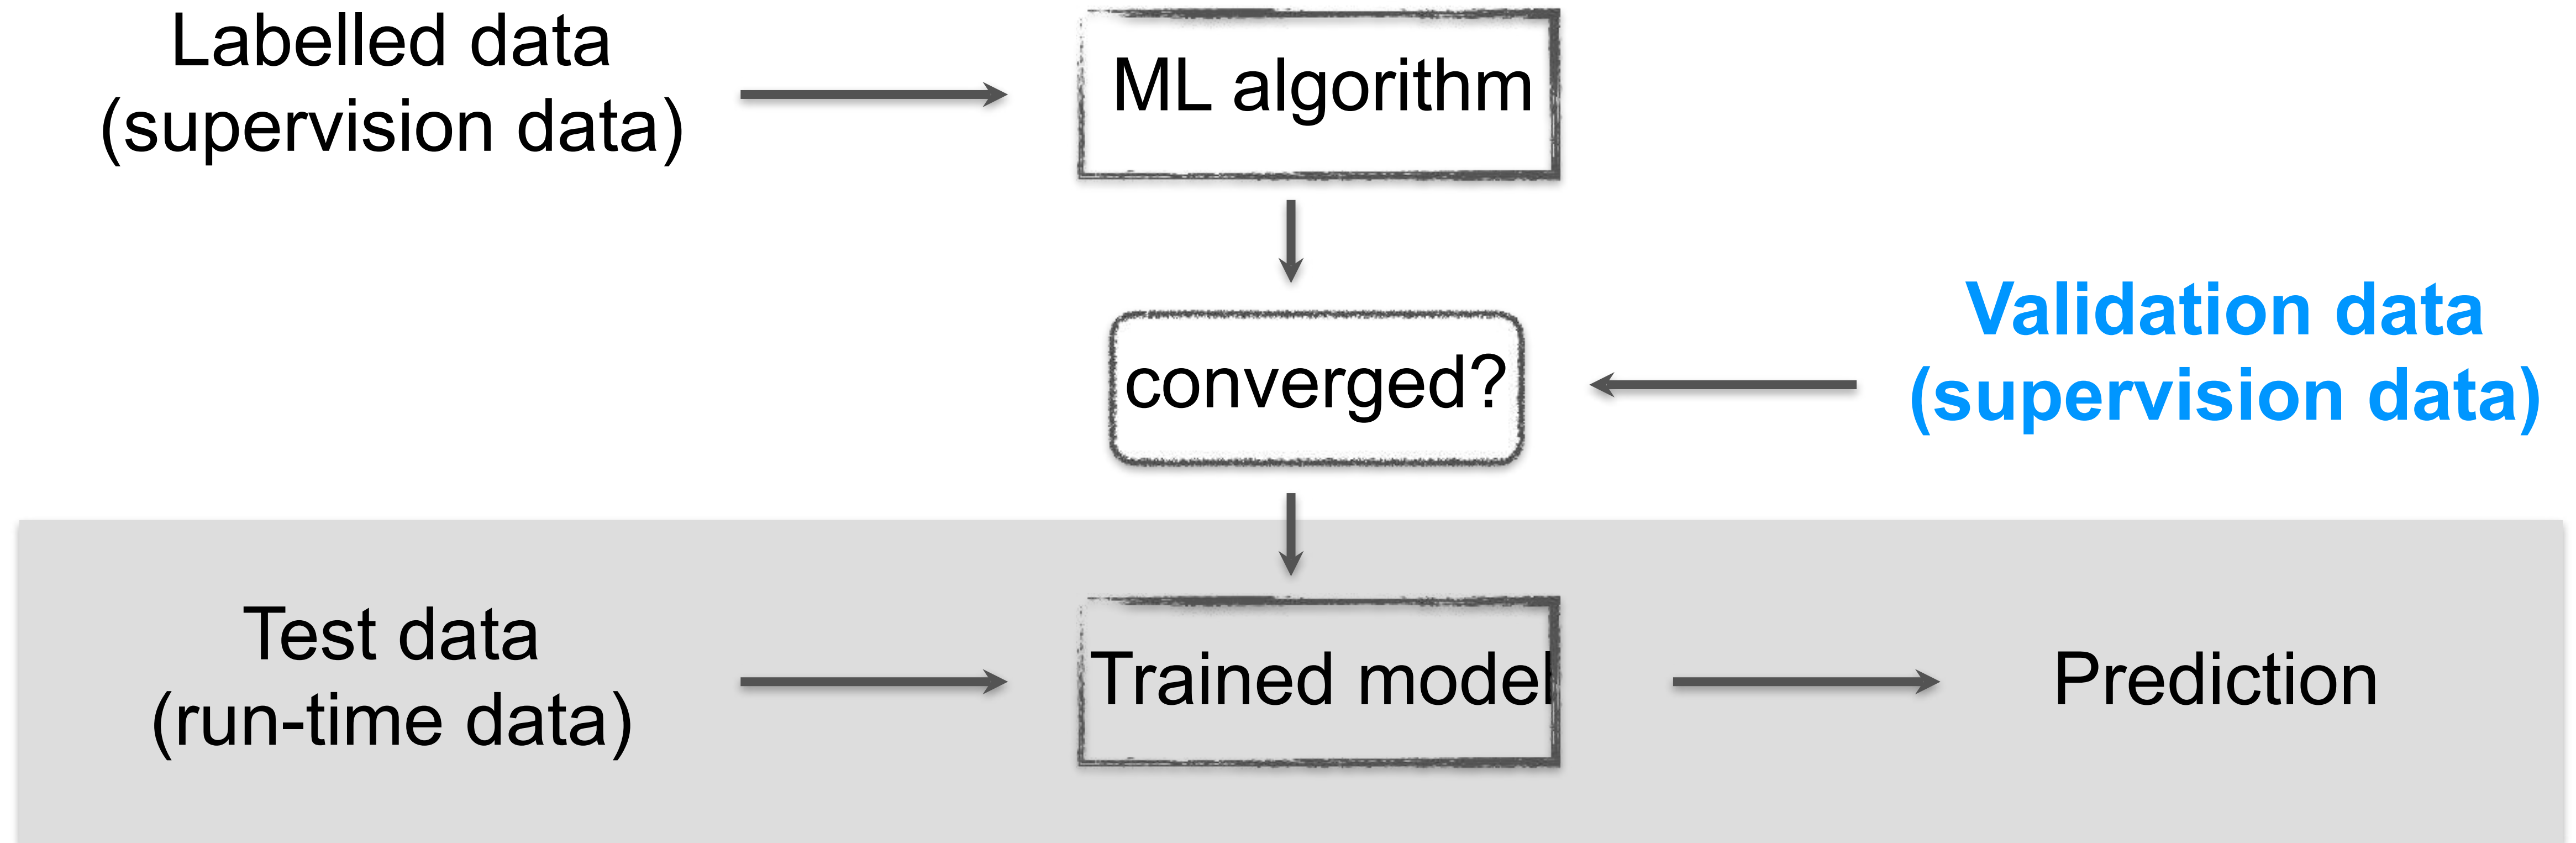 Labelled data
(supervision data)
ML algorithm
converged?
Validation data
(supervision data)
Test data
(run-time data)
Trained model
Prediction